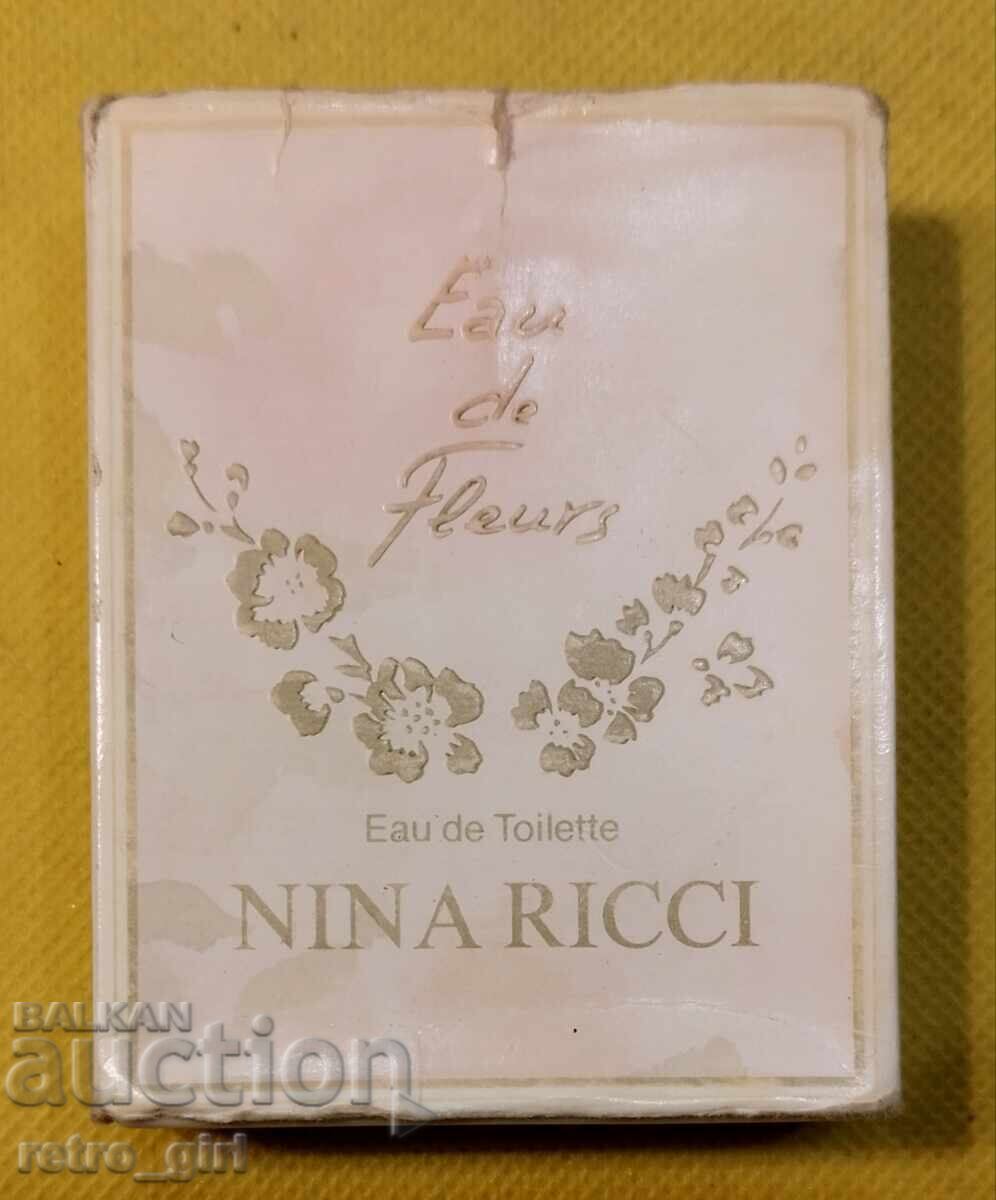 Eau
de
Fleurs
Eau de Toilette
NINA RICCI
BALKAN
auction
retro_girl